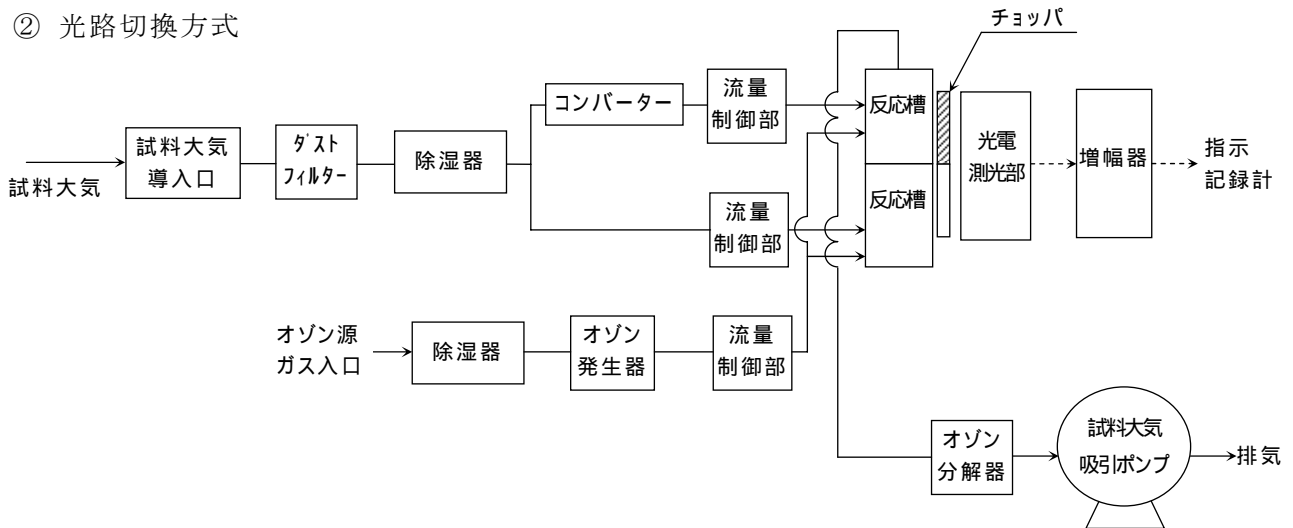 ② 光路切換方式
チョッパ
試料大気
試料大気
導入口
ダスト
フィルター
除湿器
コンバーター
流量
制御部
反応槽
光電
測光部
増幅器
指示
記録計
流量
制御部
反応槽
オゾン源
ガス入口
除湿器
オゾン
発生器
流量
制御部
オゾン
分解器
試料大気
吸引ポンプ
排気